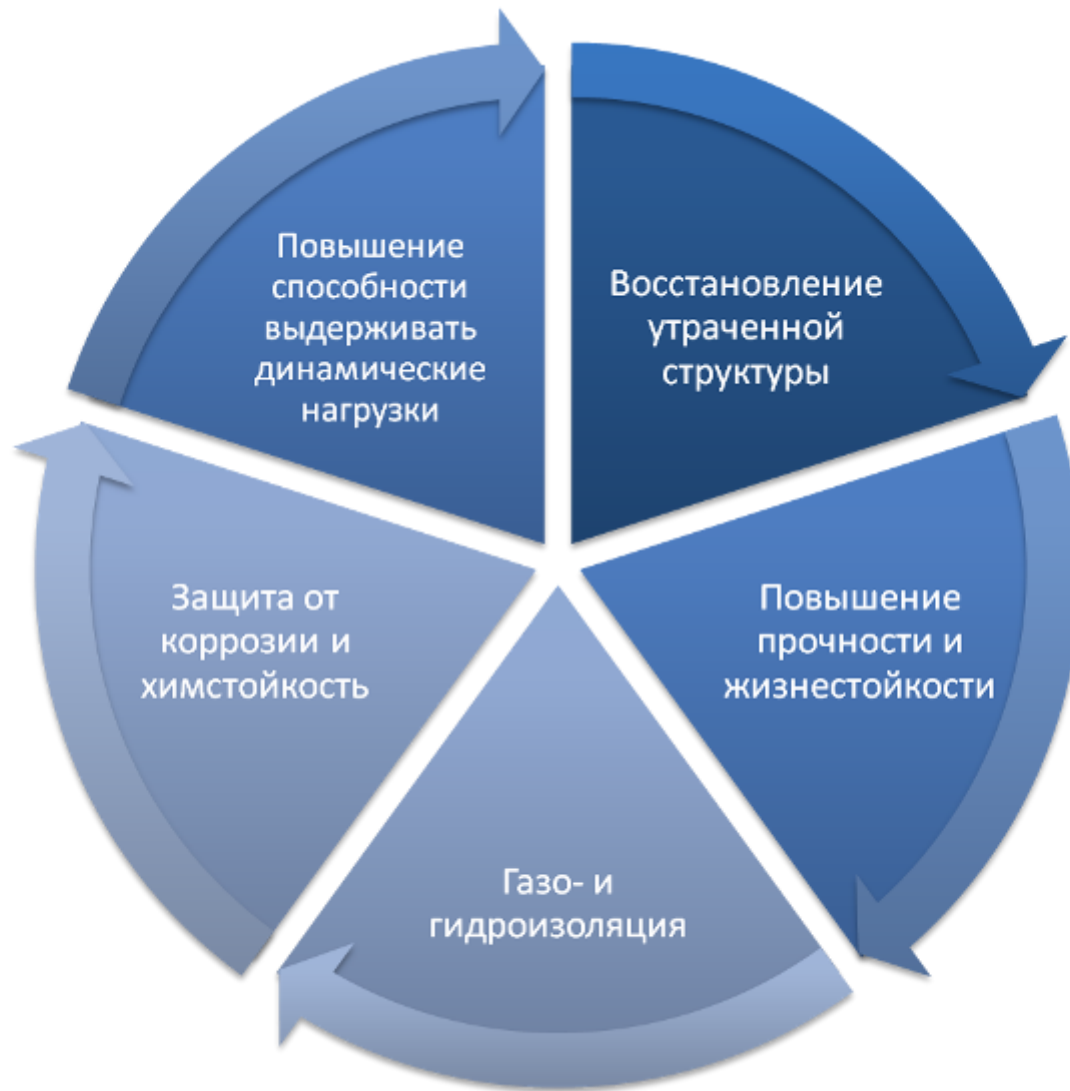 Восстановление
утраченной
структуры
Повышение
прочности и
жизнестойкости
Газо- и
гидроизоляция
Защита от
коррозии и
химстойкость
Повышение
способности
выдерживать
динамические
нагрузки